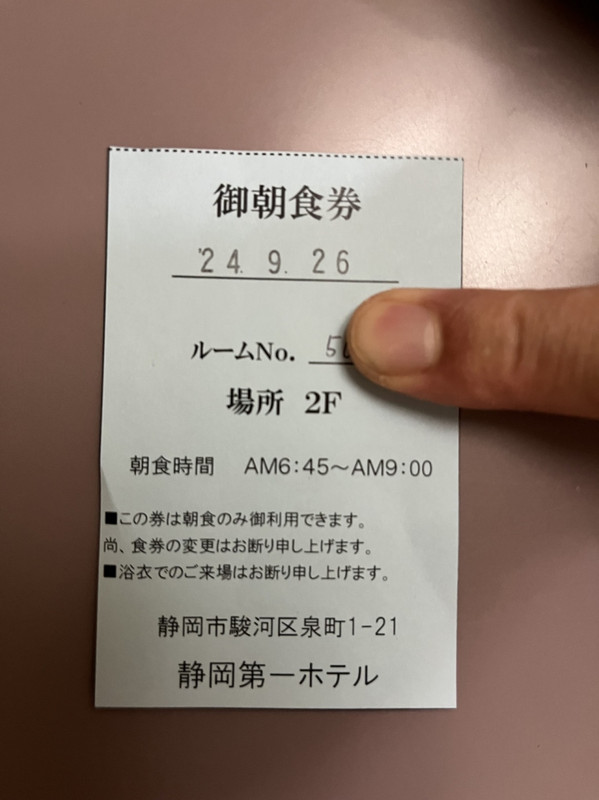 御朝食券
'24. 9. 26
ルームNo.
場所 2F
朝食時間 AM6:45～AM9:00
■この券は朝食のみ御利用できます。
尚、食券の変更はお断り申し上げます。
■浴衣でのご来場はお断り申し上げます。
静岡市駿河区泉町1-21
静岡第一ホテル